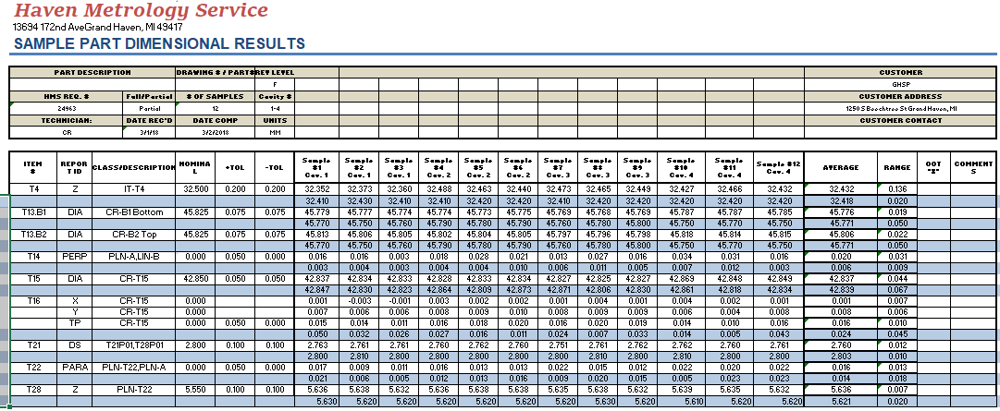 Haven Metrology Service
13694 172nd AveGrand Haven, MI 49417
SAMPLE PART DIMENSIONAL RESULTS
PART DESCRIPTION DRAWING # / PART# REV LEVEL CUSTOMER
F GHSP
HMS REQ. # Full/Partial # OF SAMPLES Cavity # CUSTOMER ADDRESS
24963 Partial 12 1-4 1250 S Beechtree St Grand Haven, MI
TECHNICIAN: DATE REC'D DATE COMP UNITS CUSTOMER CONTACT
CR 3/1/18 3/2/2018 MM
ITEM # REPOR T ID CLASS/DESCRIPTION NOMINA L +TOL -TOL Sample #1 Cav. 1 Sample #2 Cav. 1 Sample #3 Cav. 1 Sample #4 Cav. 2 Sample #5 Cav. 2 Sample #6 Cav. 2 Sample #7 Cav. 3 Sample #8 Cav. 3 Sample #9 Cav. 3 Sample #10 Cav. 4 Sample #11 Cav. 4 Sample #12 Cav. 4 AVERAGE RANGE OOT COMMENT S
T4 Z IT-T4 32.500 0.200 0.200 32.352 32.373 32.360 32.488 32.463 32.440 32.473 32.465 32.449 32.427 32.466 32.432 32.432 0.136
32.410 32.430 32.410 32.410 32.420 32.420 32.410 32.410 32.420 32.420 32.420 32.430 32.418 0.020
T13.B1 DIA CR-B1 Bottom 45.825 0.075 0.075 45.779 45.777 45.774 45.774 45.773 45.775 45.769 45.768 45.769 45.787 45.787 45.785 45.776 0.019
45.770 45.750 45.760 45.790 45.780 45.790 45.760 45.780 45.800 45.750 45.770 45.750 45.771 0.050
T13.B2 DIA CR-B2 Top 45.825 0.075 0.075 45.813 45.806 45.805 45.802 45.804 45.805 45.797 45.796 45.798 45.818 45.814 45.815 45.806 0.022
45.770 45.750 45.760 45.790 45.780 45.790 45.760 45.780 45.800 45.750 45.770 45.750 45.771 0.050
T14 PERP PLN-A,LIN-B 0.000 0.050 0.000 0.016 0.016 0.003 0.018 0.028 0.021 0.013 0.027 0.016 0.034 0.031 0.016 0.020 0.031
0.003 0.004 0.003 0.004 0.004 0.010 0.006 0.011 0.005 0.007 0.012 0.003 0.006 0.009
T15 DIA CR-T15 42.850 0.050 0.050 42.837 42.834 42.833 42.828 42.833 42.834 42.827 42.825 42.827 42.869 42.848 42.849 42.837 0.044
42.847 42.830 42.823 42.864 42.809 42.873 42.871 42.806 42.830 42.861 42.818 42.834 42.839 0.067
T16 X CR-T15 0.000 0.001 -0.003 -0.001 0.003 0.002 0.002 0.001 0.004 0.001 0.004 0.002 0.001 0.001 0.007
Y CR-T15 0.000 0.007 0.006 0.006 0.008 0.009 0.010 0.008 0.009 0.009 0.006 0.004 0.008 0.008 0.006
TP CR-T15 0.000 0.050 0.000 0.015 0.014 0.011 0.016 0.018 0.020 0.016 0.020 0.019 0.014 0.010 0.016 0.016 0.010
0.050 0.032 0.026 0.027 0.016 0.011 0.024 0.007 0.033 0.014 0.005 0.043 0.024 0.045
T21 DS T21P01,T28P01 2.800 0.100 0.100 2.763 2.761 2.761 2.760 2.762 2.760 2.751 2.762 2.762 2.762 2.760 2.761 2.760 0.012
2.800 2.810 2.800 2.800 2.800 2.800 2.800 2.810 2.810 2.800 2.800 2.800 2.803 0.010
T22 PARA PLN-T22,PLN-A 0.000 0.050 0.000 0.017 0.009 0.011 0.016 0.013 0.013 0.022 0.015 0.012 0.022 0.020 0.022 0.016 0.013
0.021 0.006 0.005 0.012 0.013 0.016 0.009 0.020 0.015 0.005 0.023 0.023 0.014 0.018
T28 Z PLN-T22 5.550 0.100 0.100 5.636 5.638 5.632 5.636 5.638 5.638 5.635 5.638 5.632 5.639 5.635 5.632 5.636 0.007
5.630 5.620 5.620 5.620 5.620 5.620 5.620 5.630 5.620 5.610 5.620 5.620 5.621 0.020